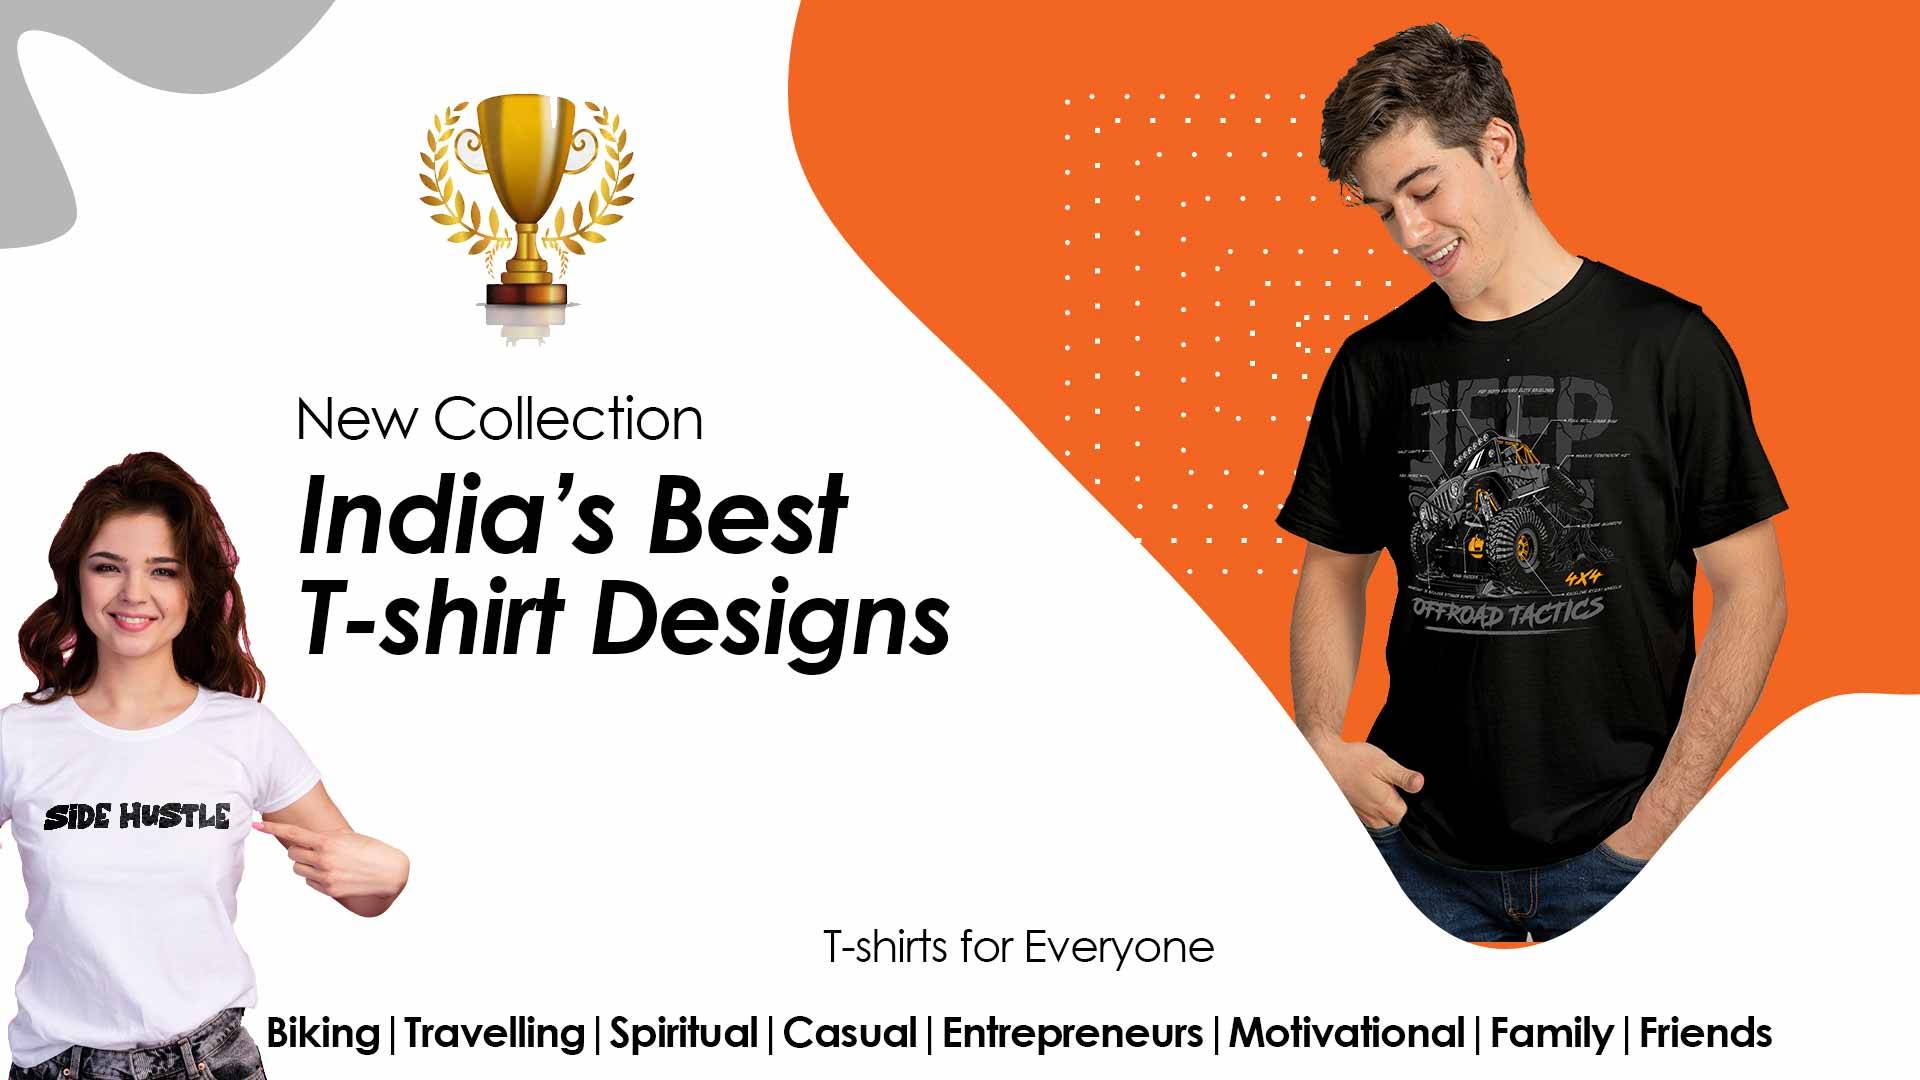 New Collection
India's Best
T-shirt Designs
JEEP
4X4
OFFROAD TACTICS
SIDE HUSTLE
T-shirts for Everyone
Biking|Travelling|Spiritual|Casual|Entrepreneurs|Motivational|Family|Friends